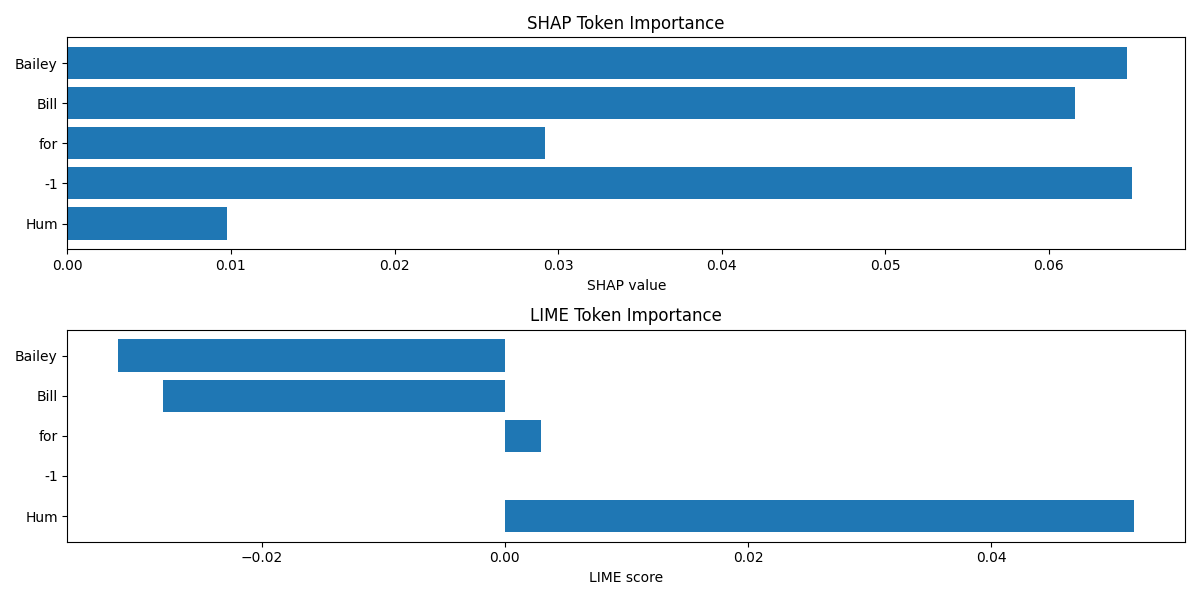 SHAP Token Importance
Bailey
Bill
for
-1
Hum
0.00 0.01 0.02 0.03 0.04 0.05 0.06
SHAP value
LIME Token Importance
Bailey
Bill
for
-1
Hum
−0.02 0.00 0.02 0.04
LIME score